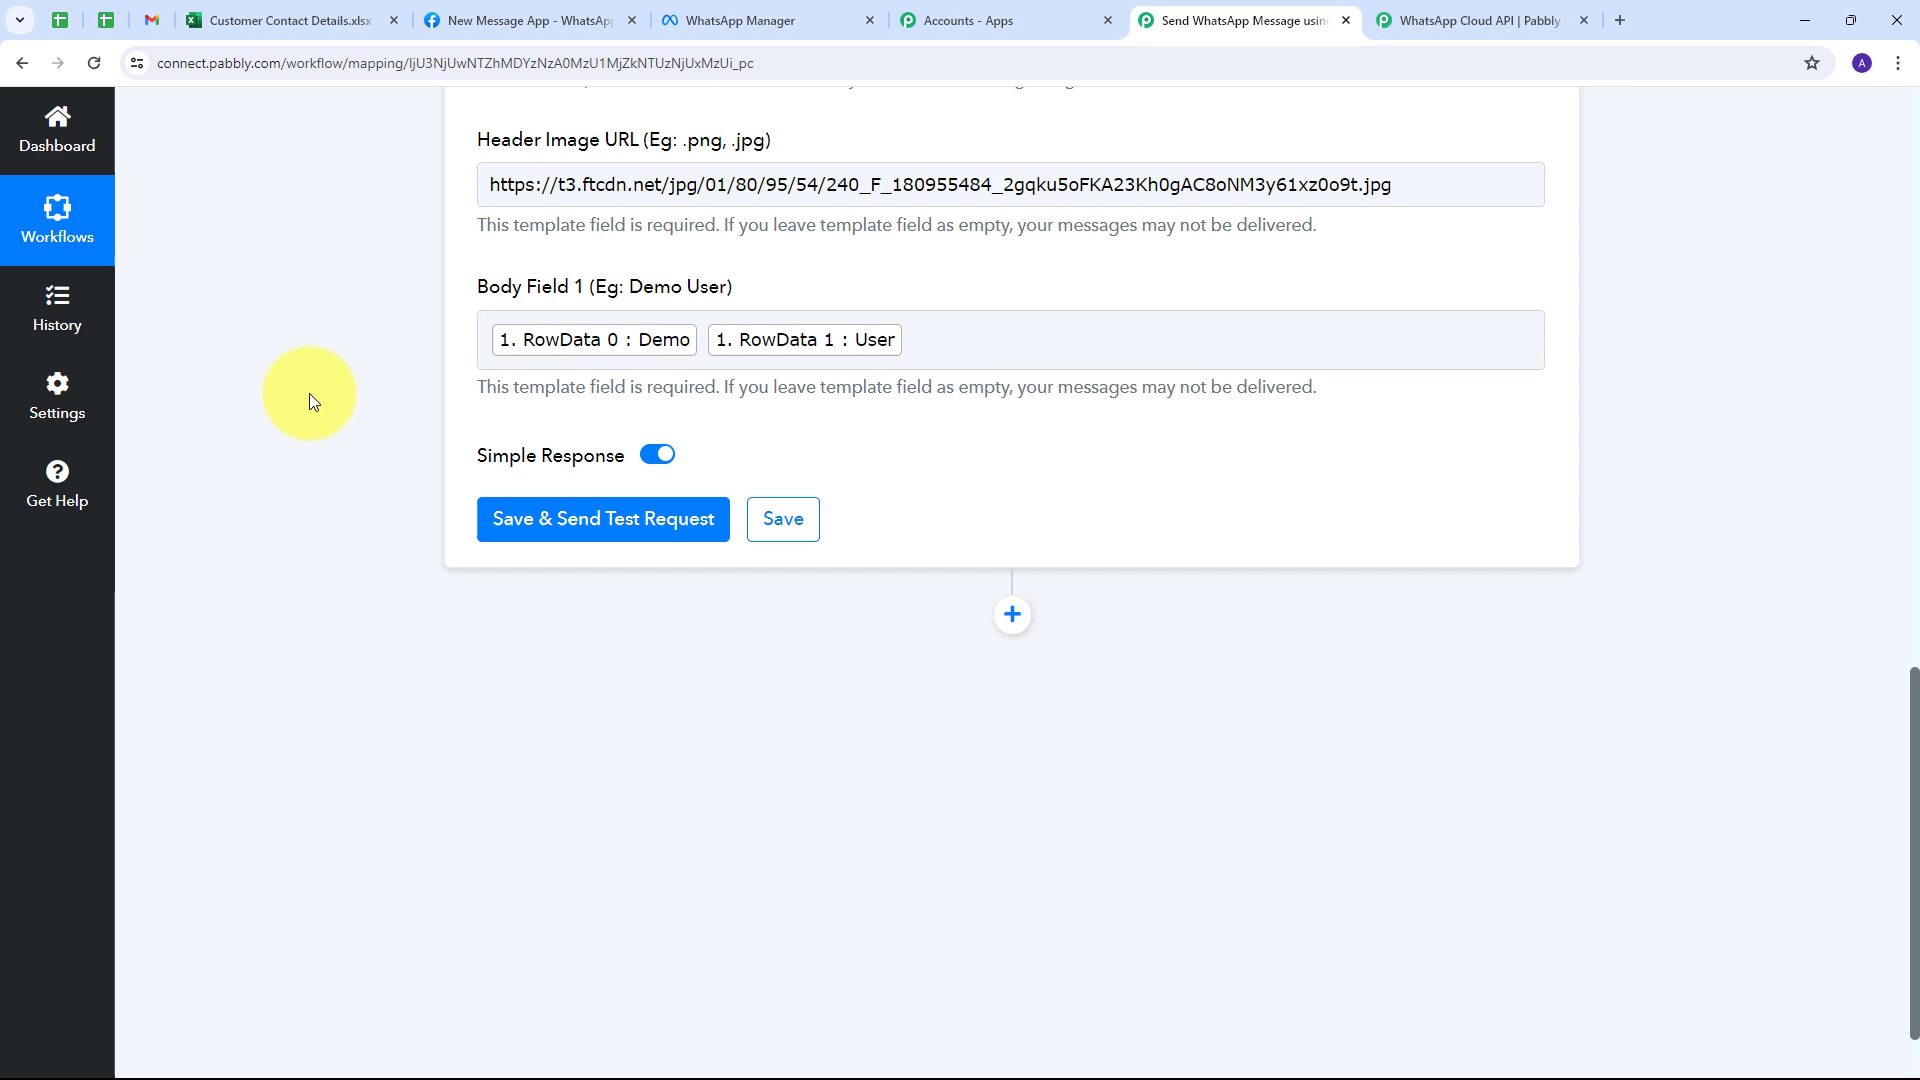 Customer Contact Details.xlsx
New Message App - WhatsAp
WhatsApp Manager
Accounts - Apps
Send WhatsApp Message usin
WhatsApp Cloud API | Pabbly
connect.pabbly.com/workflow/mapping/IjU3NjUwNTZhMDYzNzA0MzU1MjZkNTUzNjUxMzUi_pc
A
Dashboard
Workflows
History
Settings
Get Help
Header Image URL (Eg: .png, .jpg)
https://t3.ftcdn.net/jpg/01/80/95/54/240_F_180955484_2gqku5oFKA23Kh0gAC8oNM3y61xz0o9t.jpg
This template field is required. If you leave template field as empty, your messages may not be delivered.
Body Field 1 (Eg: Demo User)
1. RowData 0 : Demo 1. RowData 1 : User
This template field is required. If you leave template field as empty, your messages may not be delivered.
Simple Response
Save & Send Test Request
Save